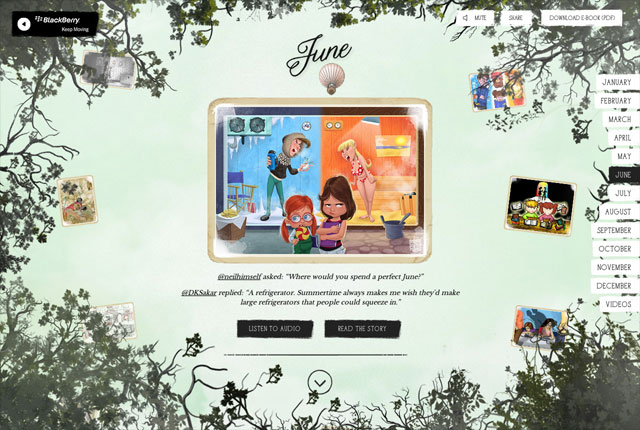 BlackBerry
Keep Moving
MUTE
SHARE
DOWNLOAD E-BOOK (PDF)
June
JANUARY
FEBRUARY
MARCH
APRIL
MAY
JUNE
JULY
AUGUST
SEPTEMBER
OCTOBER
NOVEMBER
DECEMBER
VIDEOS
@neilhimself asked: "Where would you spend a perfect June?"
@DKSakar replied: "A refrigerator. Summertime always makes me wish they'd make
large refrigerators that people could squeeze in."
LISTEN TO AUDIO
READ THE STORY